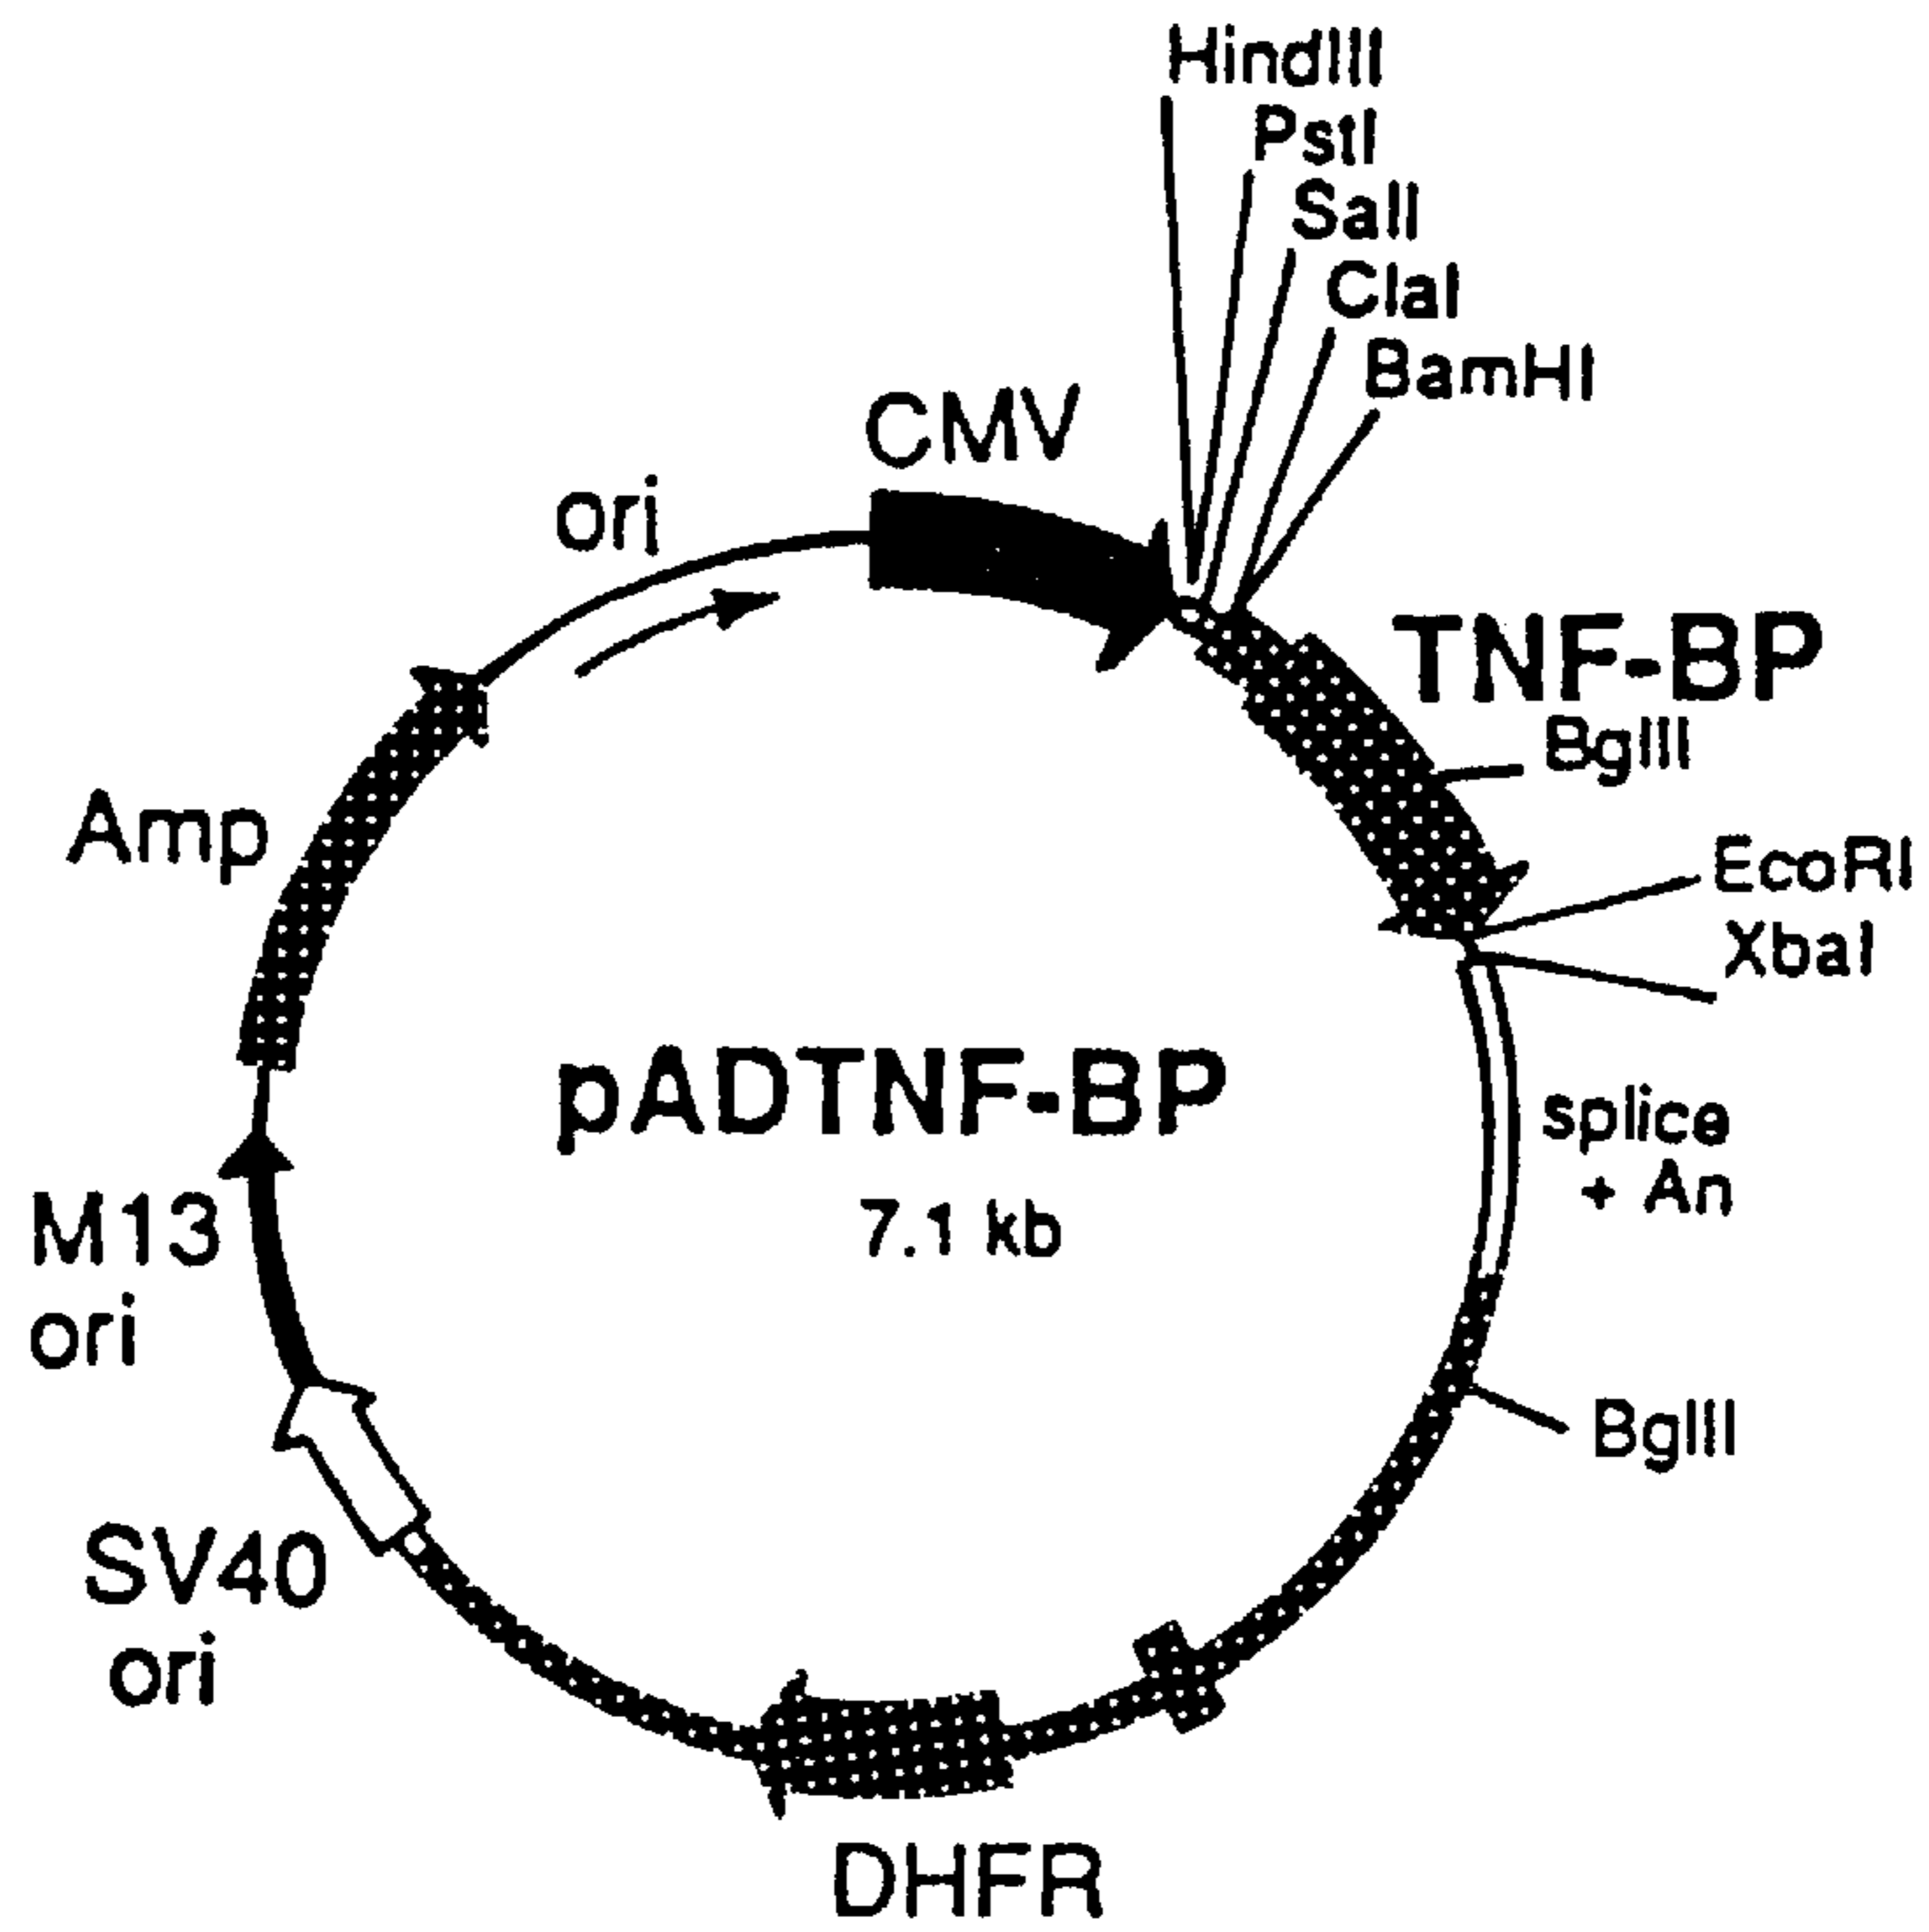 HindIII
PstI
SalI
ClaI
BamHI
CMV
ori
TNF-BP
BglII
Amp
EcoRI
XbaI
pADTNF-BP
7.1 kb
splice
+ An
M13
ori
BglII
SV40
ori
DHFR